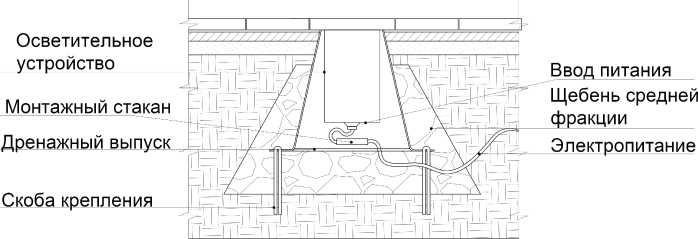 Осветительное
устройство
Монтажный стакан
Дренажный выпуск
Скоба крепления
Ввод питания
Щебень средней
фракции
Электропитание